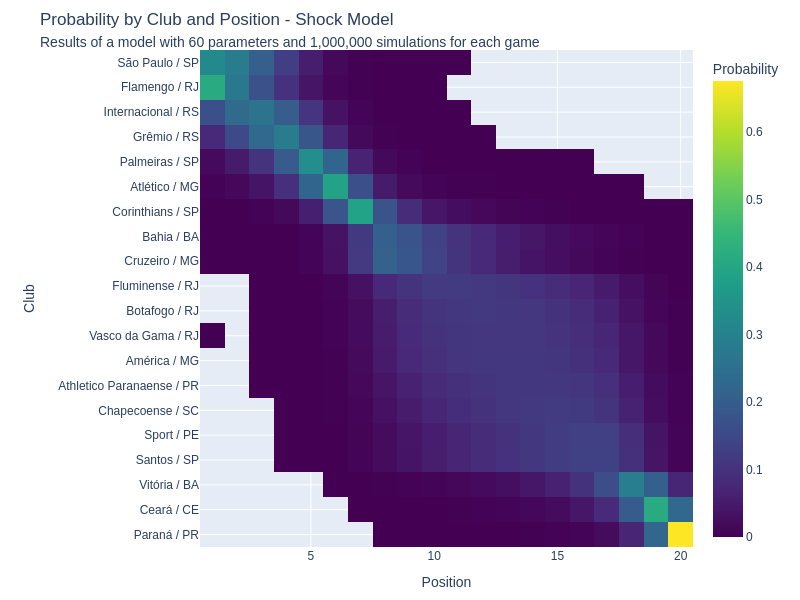 Probability by Club and Position - Shock Model
Results of a model with 60 parameters and 1,000,000 simulations for each game
Probability
São Paulo / SP
Flamengo / RJ
Internacional / RS
Grêmio / RS
Palmeiras / SP
Atlético / MG
Corinthians / SP
Bahia / BA
Cruzeiro / MG
Fluminense / RJ
Botafogo / RJ
Vasco da Gama / RJ
América / MG
Athletico Paranaense / PR
Chapecoense / SC
Sport / PE
Santos / SP
Vitória / BA
Ceará / CE
Paraná / PR
Club
5
10
15
20
Position
0.6
0.5
0.4
0.3
0.2
0.1
0